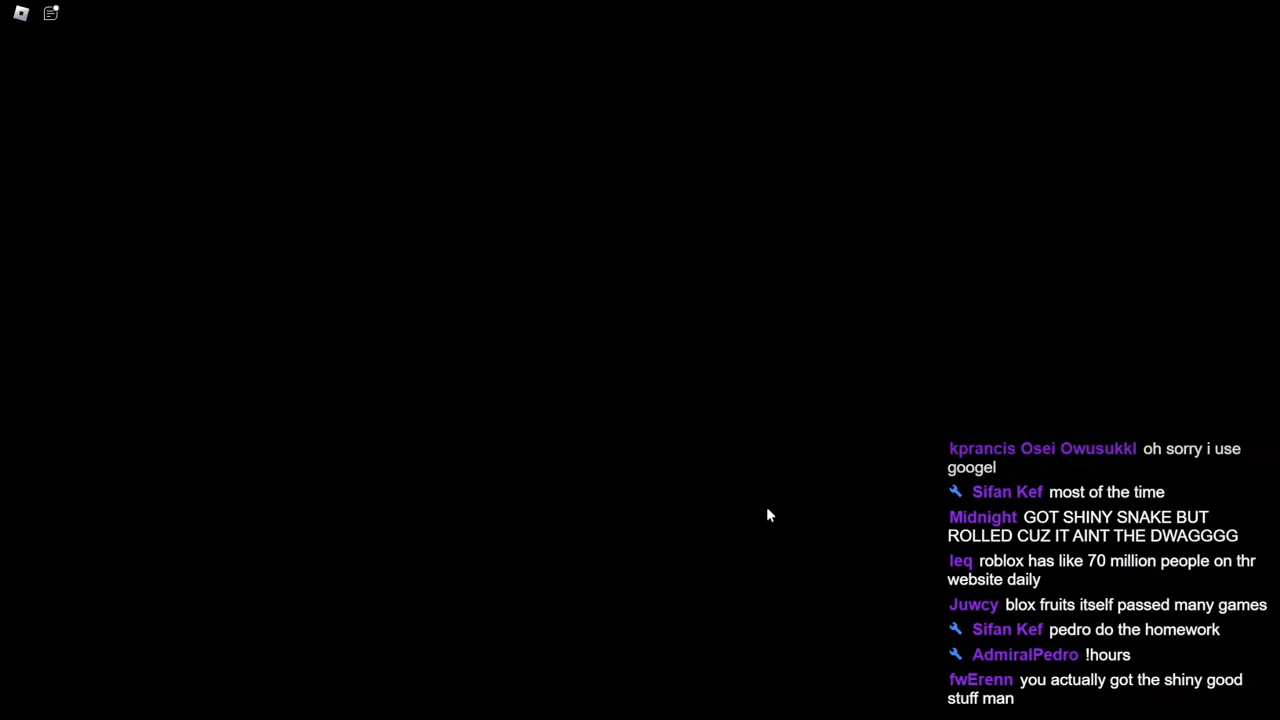 kprancis Osei Owusukkl oh sorry i use
googel
Sifan Kef most of the time
Midnight GOT SHINY SNAKE BUT
ROLLED CUZ IT AINT THE DWAGGGG
leq roblox has like 70 million people on thr
website daily
Juwcy blox fruits itself passed many games
Sifan Kef pedro do the homework
AdmiralPedro !hours
fwErenn you actually got the shiny good
stuff man